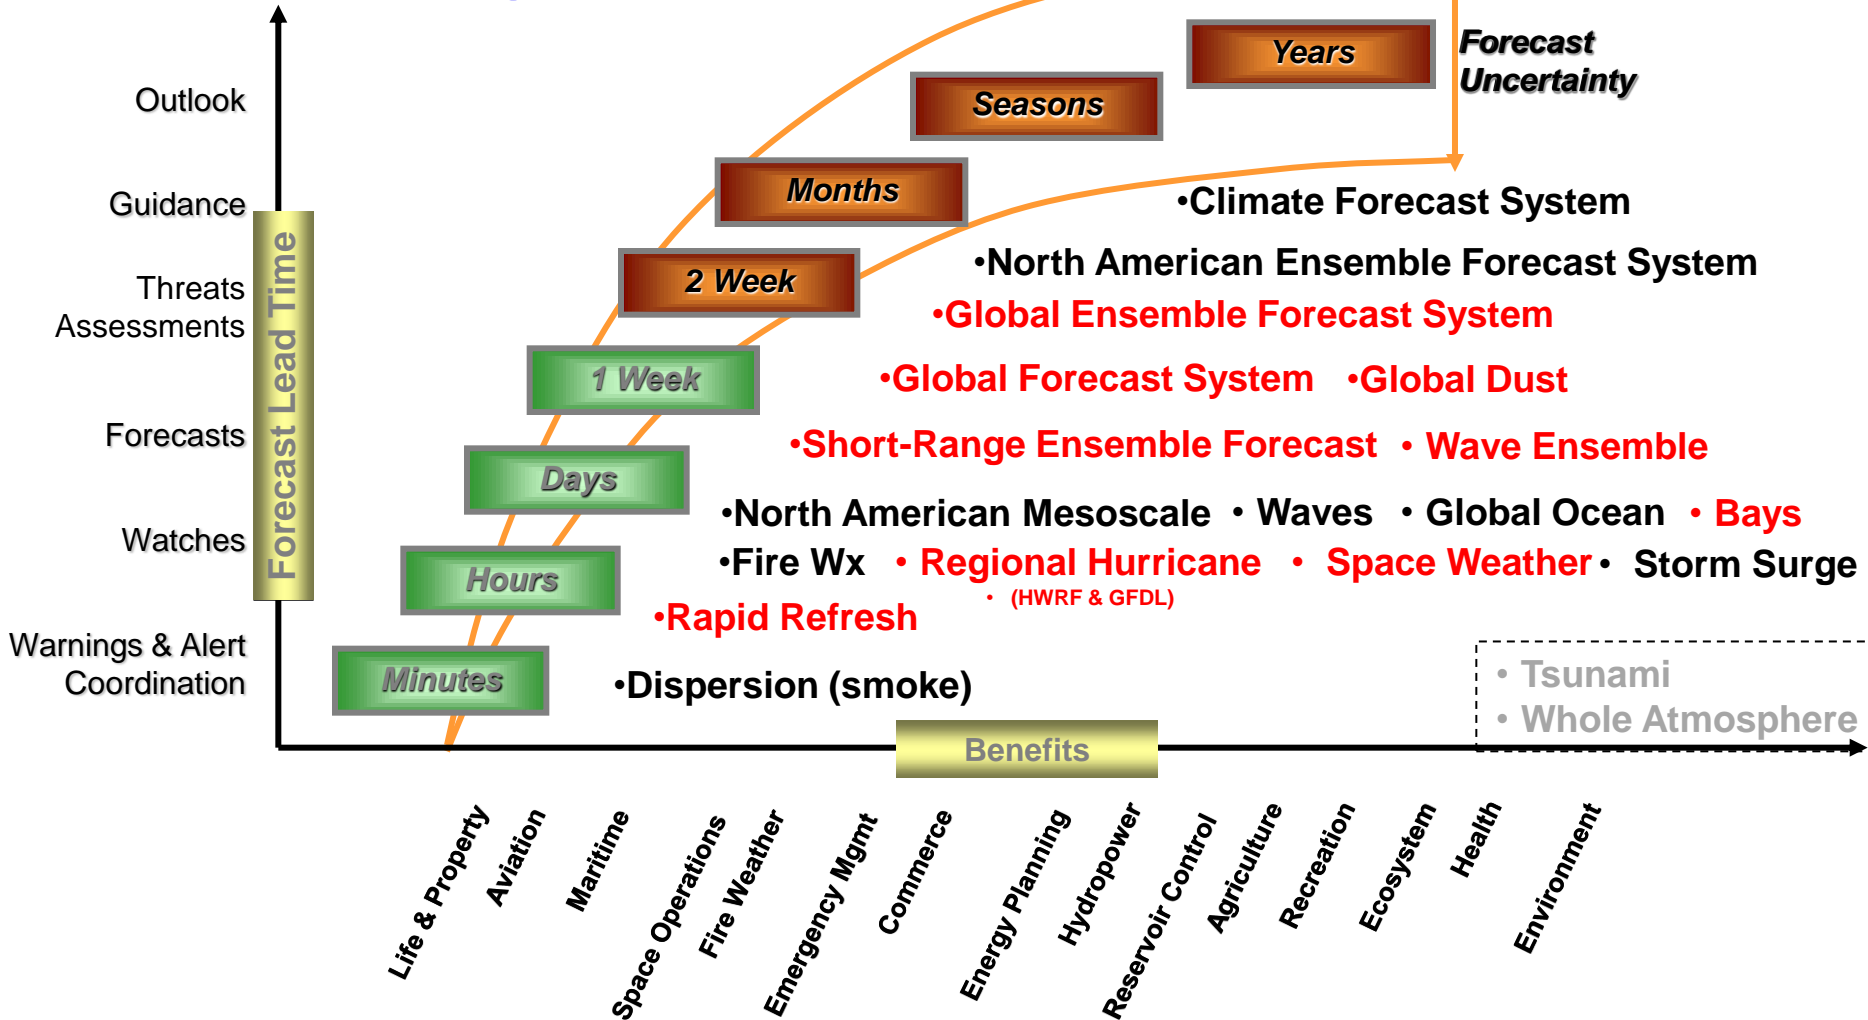 Years
Forecast
Uncertainty
Seasons
Outlook
Months
Guidance
•Climate Forecast System
2 Week
•North American Ensemble Forecast System
Threats
Assessments
•Global Ensemble Forecast System
Forecast Lead Time
1 Week
•Global Forecast System •Global Dust
Forecasts
•Short-Range Ensemble Forecast • Wave Ensemble
Days
•North American Mesoscale • Waves • Global Ocean • Bays
Watches
•Fire Wx • Regional Hurricane • Space Weather • Storm Surge
• (HWRF & GFDL)
Hours
•Rapid Refresh
Warnings & Alert
Coordination
Minutes
•Dispersion (smoke)
• Tsunami
• Whole Atmosphere
Benefits
Life & Property
Aviation
Maritime
Space Operations
Fire Weather
Emergency Mgmt
Commerce
Energy Planning
Hydropower
Reservoir Control
Agriculture
Recreation
Ecosystem
Health
Environment